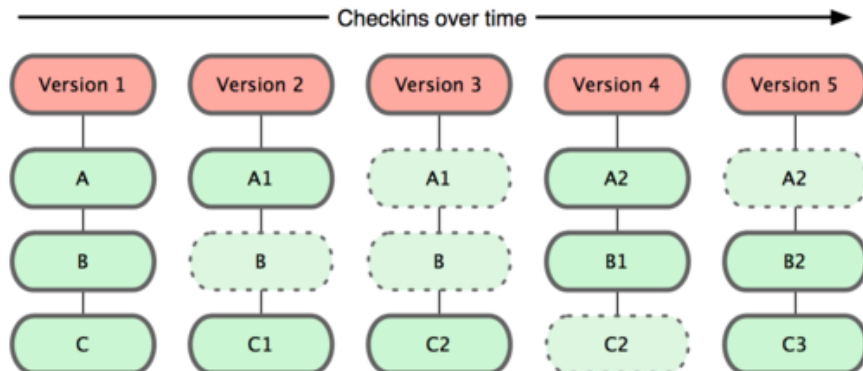 Checkins over time
Version 1 Version 2 Version 3 Version 4 Version 5
A A1 A1 A2 A2
B B B B1 B2
C C1 C2 C2 C3